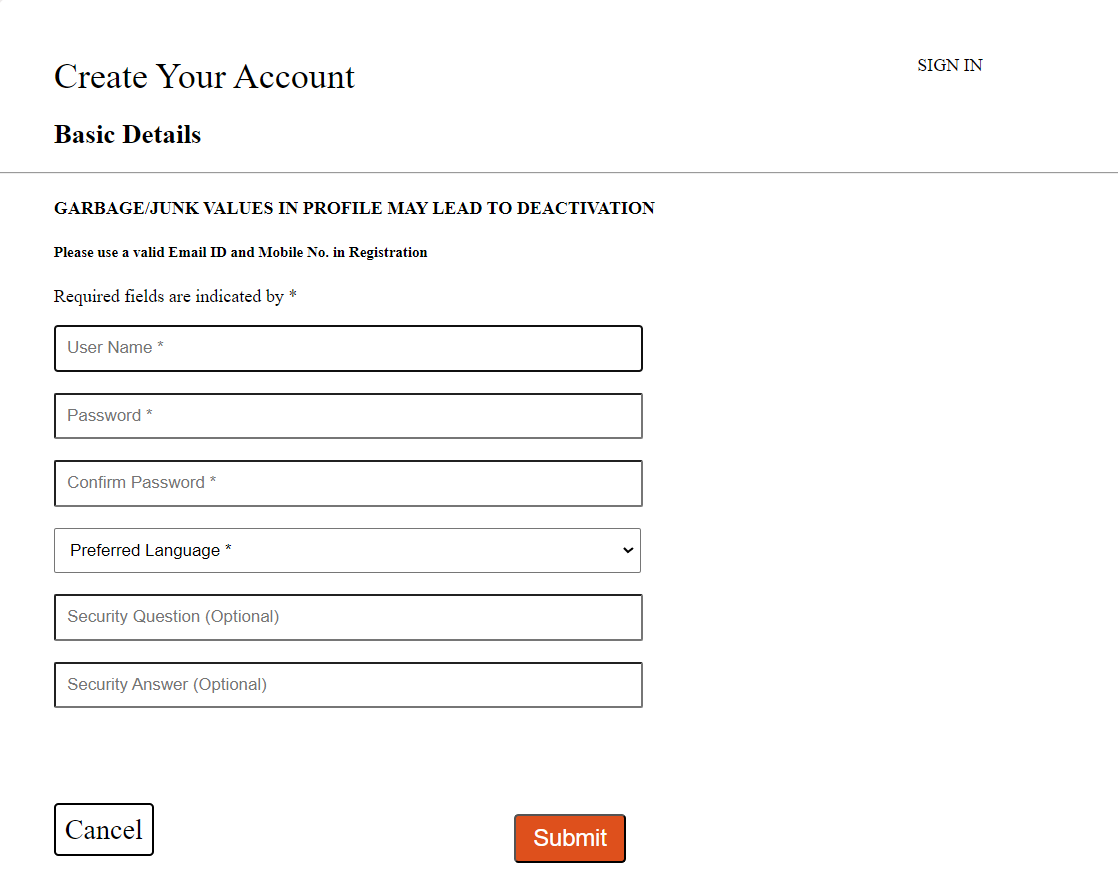 Create Your Account
SIGN IN
Basic Details
GARBAGE/JUNK VALUES IN PROFILE MAY LEAD TO DEACTIVATION
Please use a valid Email ID and Mobile No. in Registration
Required fields are indicated by *
User Name *
Password *
Confirm Password *
Preferred Language *
Security Question (Optional)
Security Answer (Optional)
Cancel
Submit